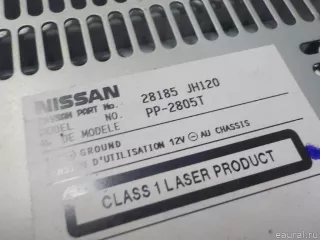 NISSAN
NISSAN PART No.: 28185 JH120
MODEL No.
DE MODELE PP-2805T
GROUND
D'UTILISATION 12V ⊖ AU CHASSIS
CLASS 1 LASER PRODUCT
eaural.ru